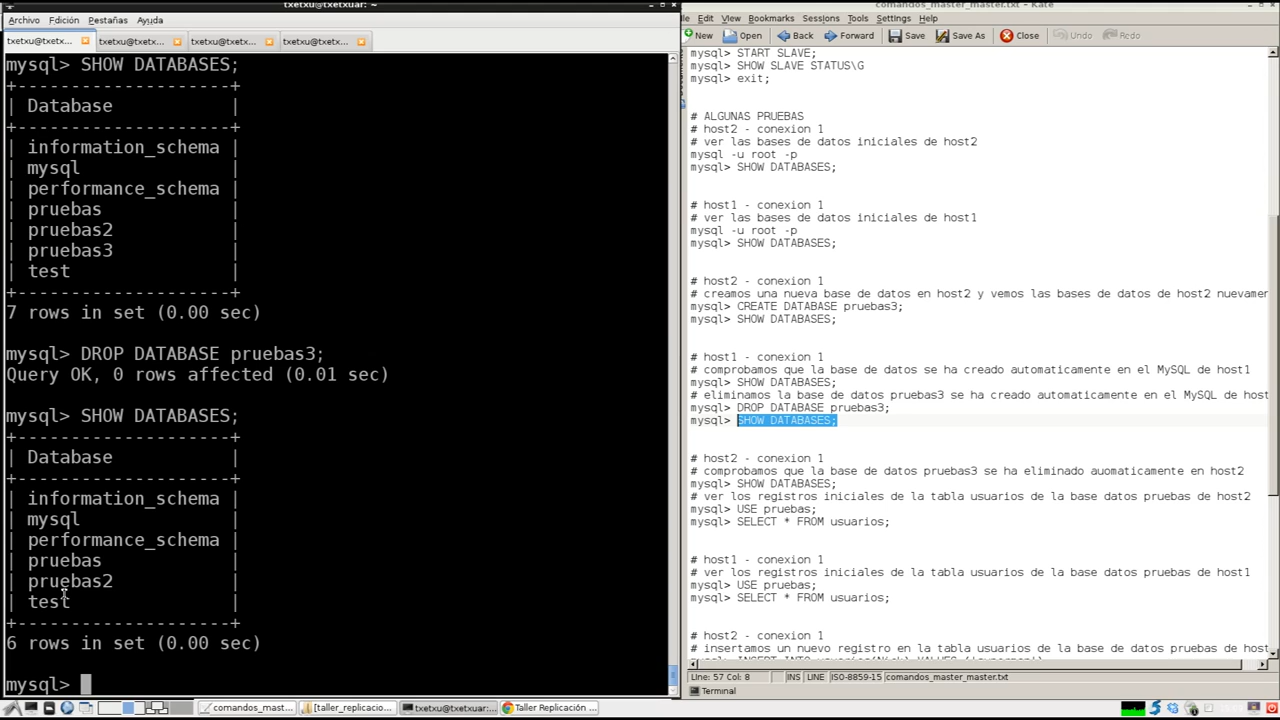 txetxu@txetxuar: ~
Archivo Edición Pestañas Ayuda
txetxu@txetx... txetxu@txetx... txetxu@txetx... txetxu@txetx...
mysql> SHOW DATABASES;
+--------------------+
| Database |
+--------------------+
| information_schema |
| mysql |
| performance_schema |
| pruebas |
| pruebas2 |
| pruebas3 |
| test |
+--------------------+
7 rows in set (0.00 sec)
mysql> DROP DATABASE pruebas3;
Query OK, 0 rows affected (0.01 sec)
mysql> SHOW DATABASES;
+--------------------+
| Database |
+--------------------+
| information_schema |
| mysql |
| performance_schema |
| pruebas |
| pruebas2 |
| test |
+--------------------+
6 rows in set (0.00 sec)
mysql>
comandos_master_master.txt - Kate
File Edit View Bookmarks Sessions Tools Settings Help
New Open Back Forward Save Save As Close Undo Redo
mysql> START SLAVE;
mysql> SHOW SLAVE STATUS\G
mysql> exit;
# ALGUNAS PRUEBAS
# host2 - conexion 1
# ver las bases de datos iniciales de host2
mysql -u root -p
mysql> SHOW DATABASES;
# host1 - conexion 1
# ver las bases de datos iniciales de host1
mysql -u root -p
mysql> SHOW DATABASES;
# host2 - conexion 1
# creamos una nueva base de datos en host2 y vemos las bases de datos de host2 nuevamer
mysql> CREATE DATABASE pruebas3;
mysql> SHOW DATABASES;
# host1 - conexion 1
# comprobamos que la base de datos se ha creado automaticamente en el MySQL de host1
mysql> SHOW DATABASES;
# eliminamos la base de datos pruebas3 se ha creado automaticamente en el MySQL de host
mysql> DROP DATABASE pruebas3;
mysql> SHOW DATABASES;
# host2 - conexion 1
# comprobamos que la base de datos pruebas3 se ha eliminado auomaticamente en host2
mysql> SHOW DATABASES;
# ver los registros iniciales de la tabla usuarios de la base datos pruebas de host2
mysql> USE pruebas;
mysql> SELECT * FROM usuarios;
# host1 - conexion 1
# ver los registros iniciales de la tabla usuarios de la base datos pruebas de host1
mysql> USE pruebas;
mysql> SELECT * FROM usuarios;
# host2 - conexion 1
# insertamos un nuevo registro en la tabla usuarios de la base datos pruebas de host
Line: 57 Col: 8 INS LINE ISO-8859-15 comandos_master_master.txt
Terminal
comandos_mast... [taller_replicacio... txetxu@txetxuar:... Taller Replicación ...